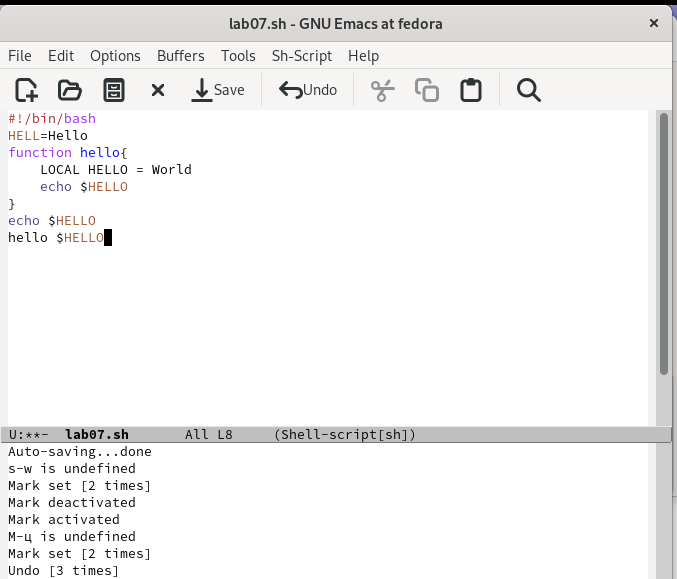 lab07.sh - GNU Emacs at fedora
File Edit Options Buffers Tools Sh-Script Help
Save Undo
#!/bin/bash
HELL=Hello
function hello{
    LOCAL HELLO = World
    echo $HELLO
}
echo $HELLO
hello $HELLO
U:**- lab07.sh All L8 (Shell-script[sh])
Auto-saving...done
s-w is undefined
Mark set [2 times]
Mark deactivated
Mark activated
M-ц is undefined
Mark set [2 times]
Undo [3 times]